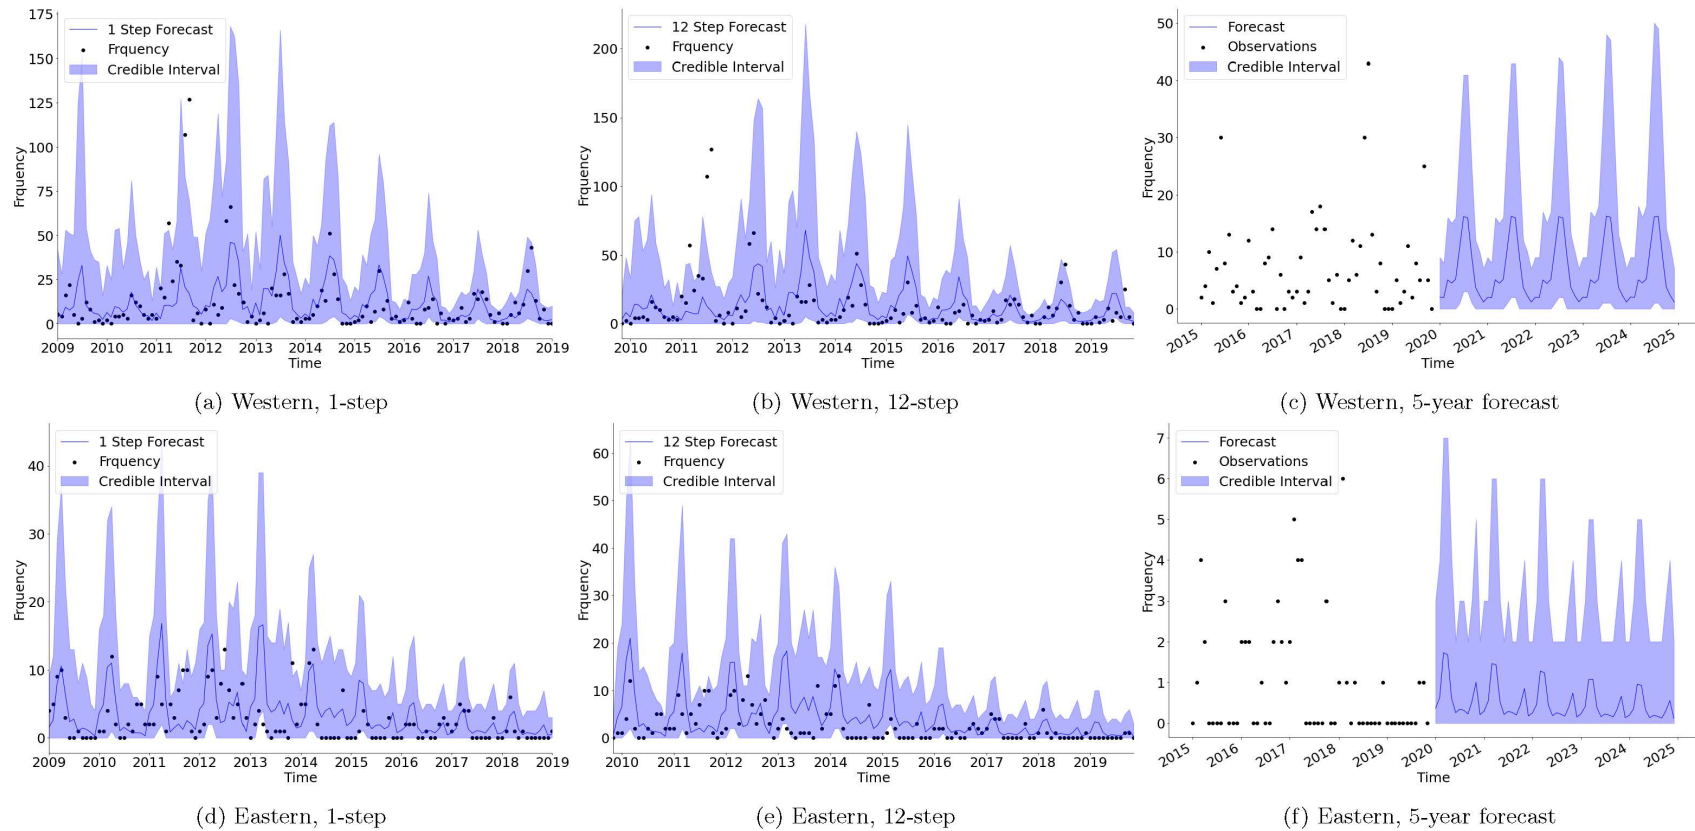 175
150
125
100
75
50
25
0
Frquency
1 Step Forecast
Frquency
Credible Interval
2009 2010 2011 2012 2013 2014 2015 2016 2017 2018 2019
Time
(a) Western, 1-step
200
150
100
50
0
Frquency
12 Step Forecast
Frquency
Credible Interval
2010 2011 2012 2013 2014 2015 2016 2017 2018 2019
Time
(b) Western, 12-step
50
40
30
20
10
0
Frquency
Forecast
Observations
Credible Interval
2015 2016 2017 2018 2019 2020 2021 2022 2023 2024 2025
Time
(c) Western, 5-year forecast
40
30
20
10
0
Frquency
1 Step Forecast
Frquency
Credible Interval
2009 2010 2011 2012 2013 2014 2015 2016 2017 2018 2019
Time
(d) Eastern, 1-step
60
50
40
30
20
10
0
Frquency
12 Step Forecast
Frquency
Credible Interval
2010 2011 2012 2013 2014 2015 2016 2017 2018 2019
Time
(e) Eastern, 12-step
7
6
5
4
3
2
1
0
Frquency
Forecast
Observations
Credible Interval
2015 2016 2017 2018 2019 2020 2021 2022 2023 2024 2025
Time
(f) Eastern, 5-year forecast